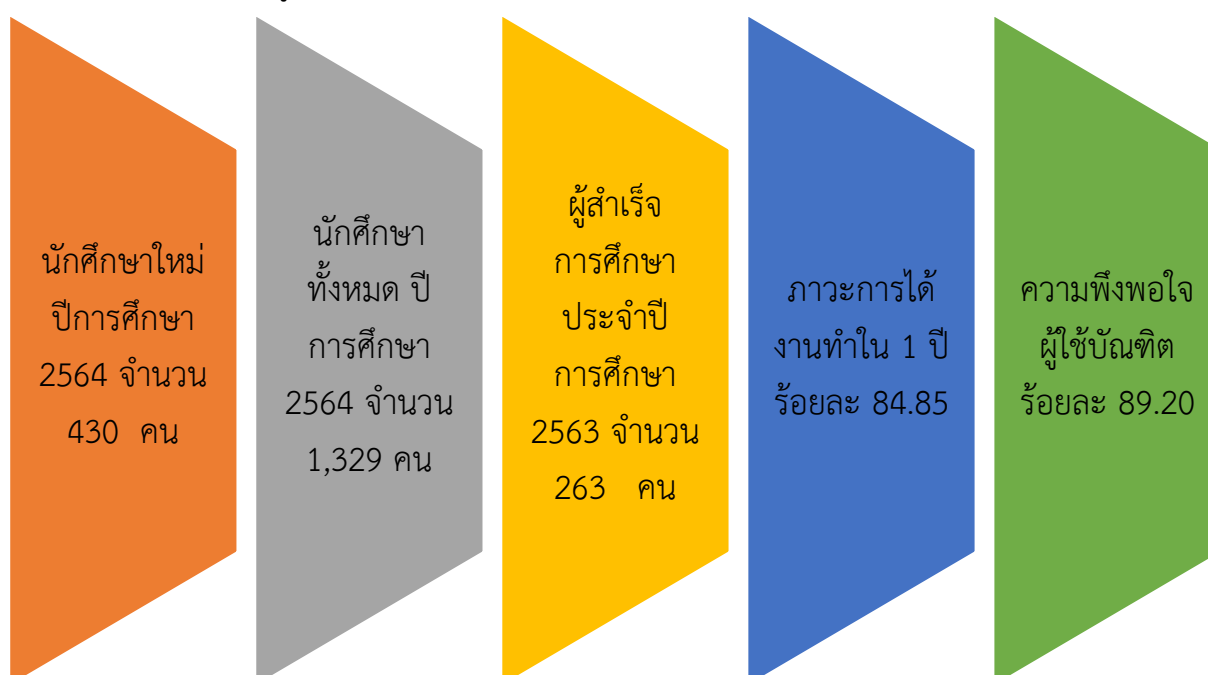 นักศึกษาใหม่
ปีการศึกษา
2564 จำนวน
430 คน
นักศึกษา
ทั้งหมด ปี
การศึกษา
2564 จำนวน
1,329 คน
ผู้สำเร็จ
การศึกษา
ประจำปี
การศึกษา
2563 จำนวน
263 คน
ภาวะการได้
งานทำใน 1 ปี
ร้อยละ 84.85
ความพึงพอใจ
ผู้ใช้บัณฑิต
ร้อยละ 89.20